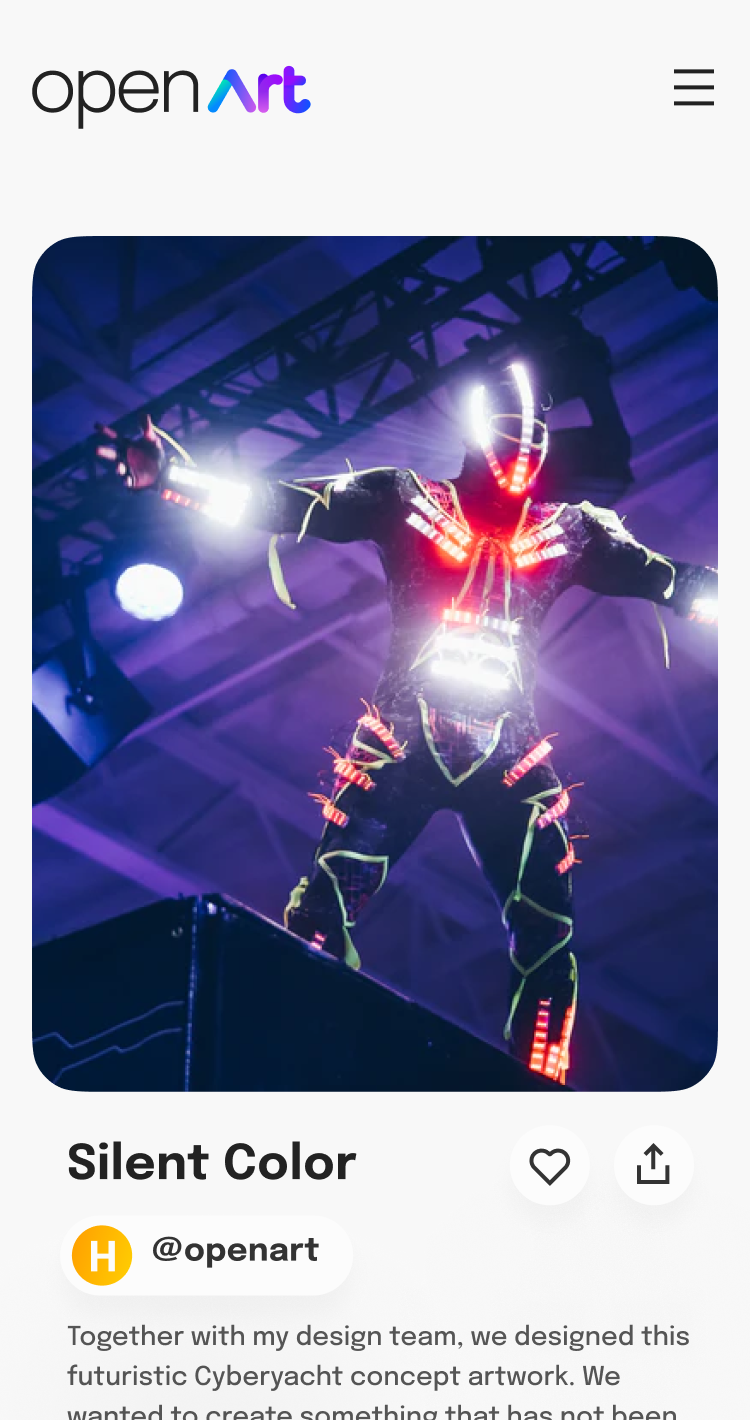 openArt
Silent Color
H @openart
Together with my design team, we designed this
futuristic Cyberyacht concept artwork. We
wanted to create something that has not been